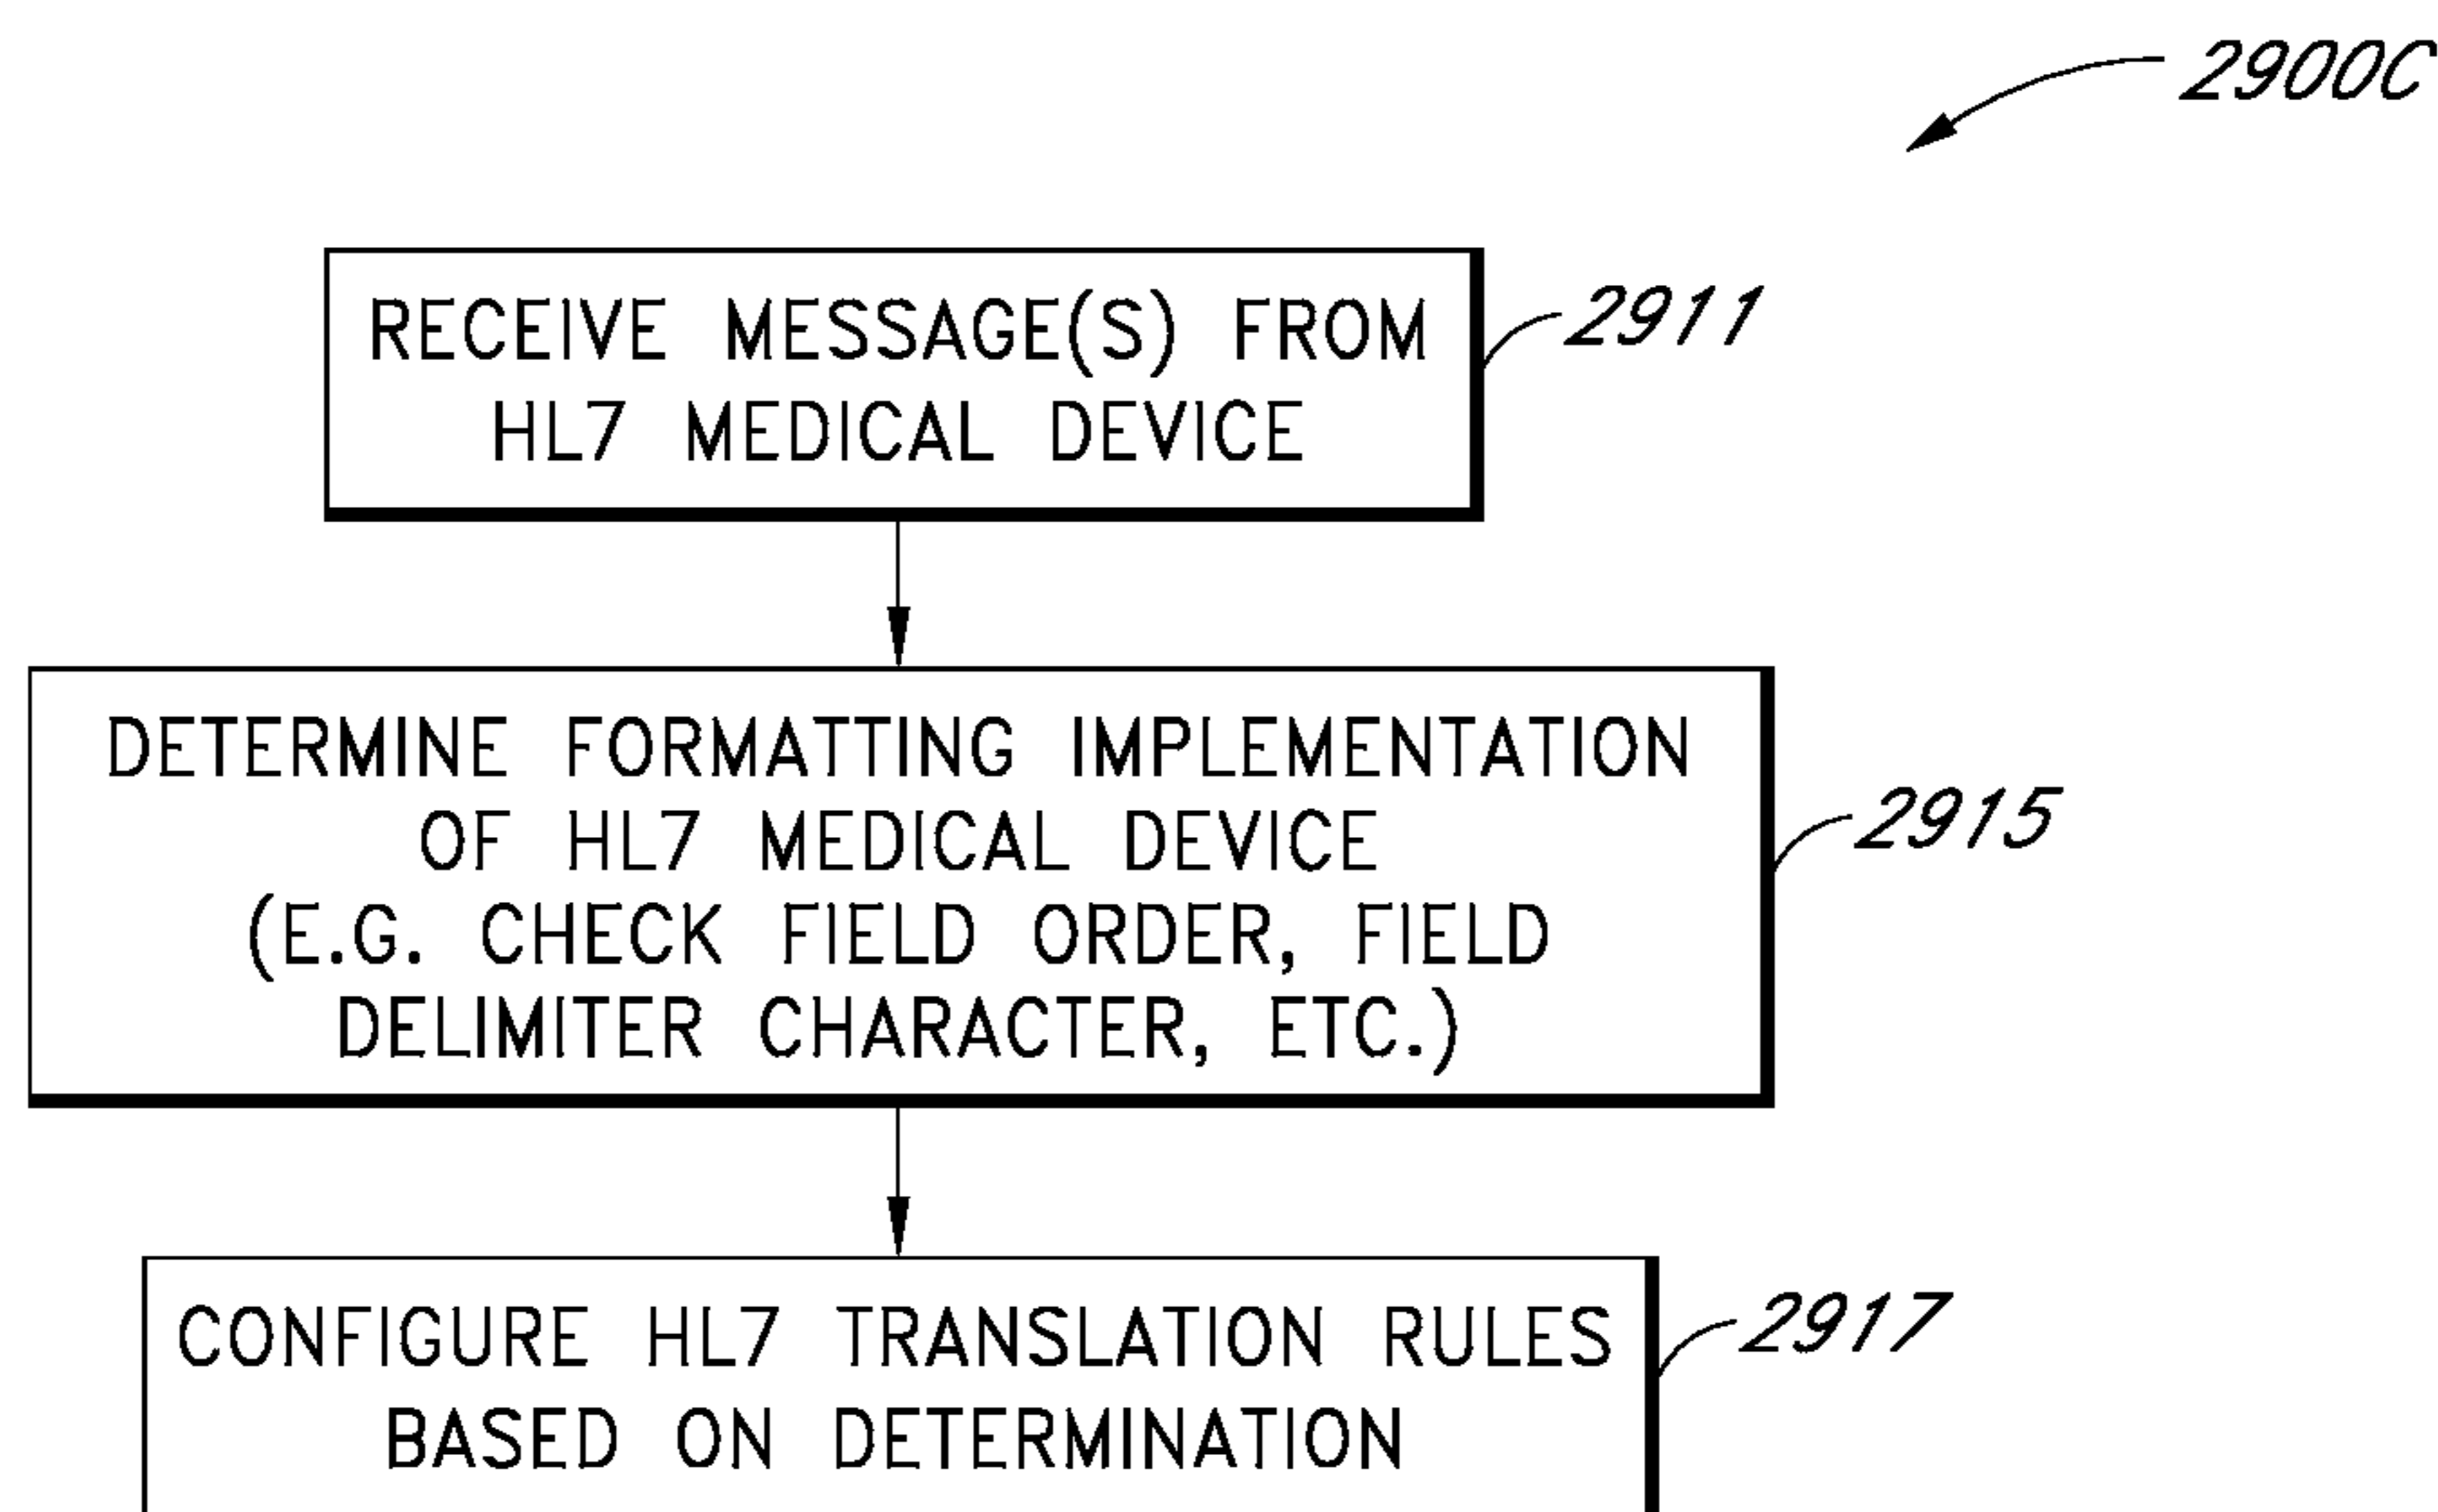 2900C
RECEIVE MESSAGE(S) FROM
HL7 MEDICAL DEVICE
2911
DETERMINE FORMATTING IMPLEMENTATION
OF HL7 MEDICAL DEVICE
(E.G. CHECK FIELD ORDER, FIELD
DELIMITER CHARACTER, ETC.)
2915
CONFIGURE HL7 TRANSLATION RULES
BASED ON DETERMINATION
2917